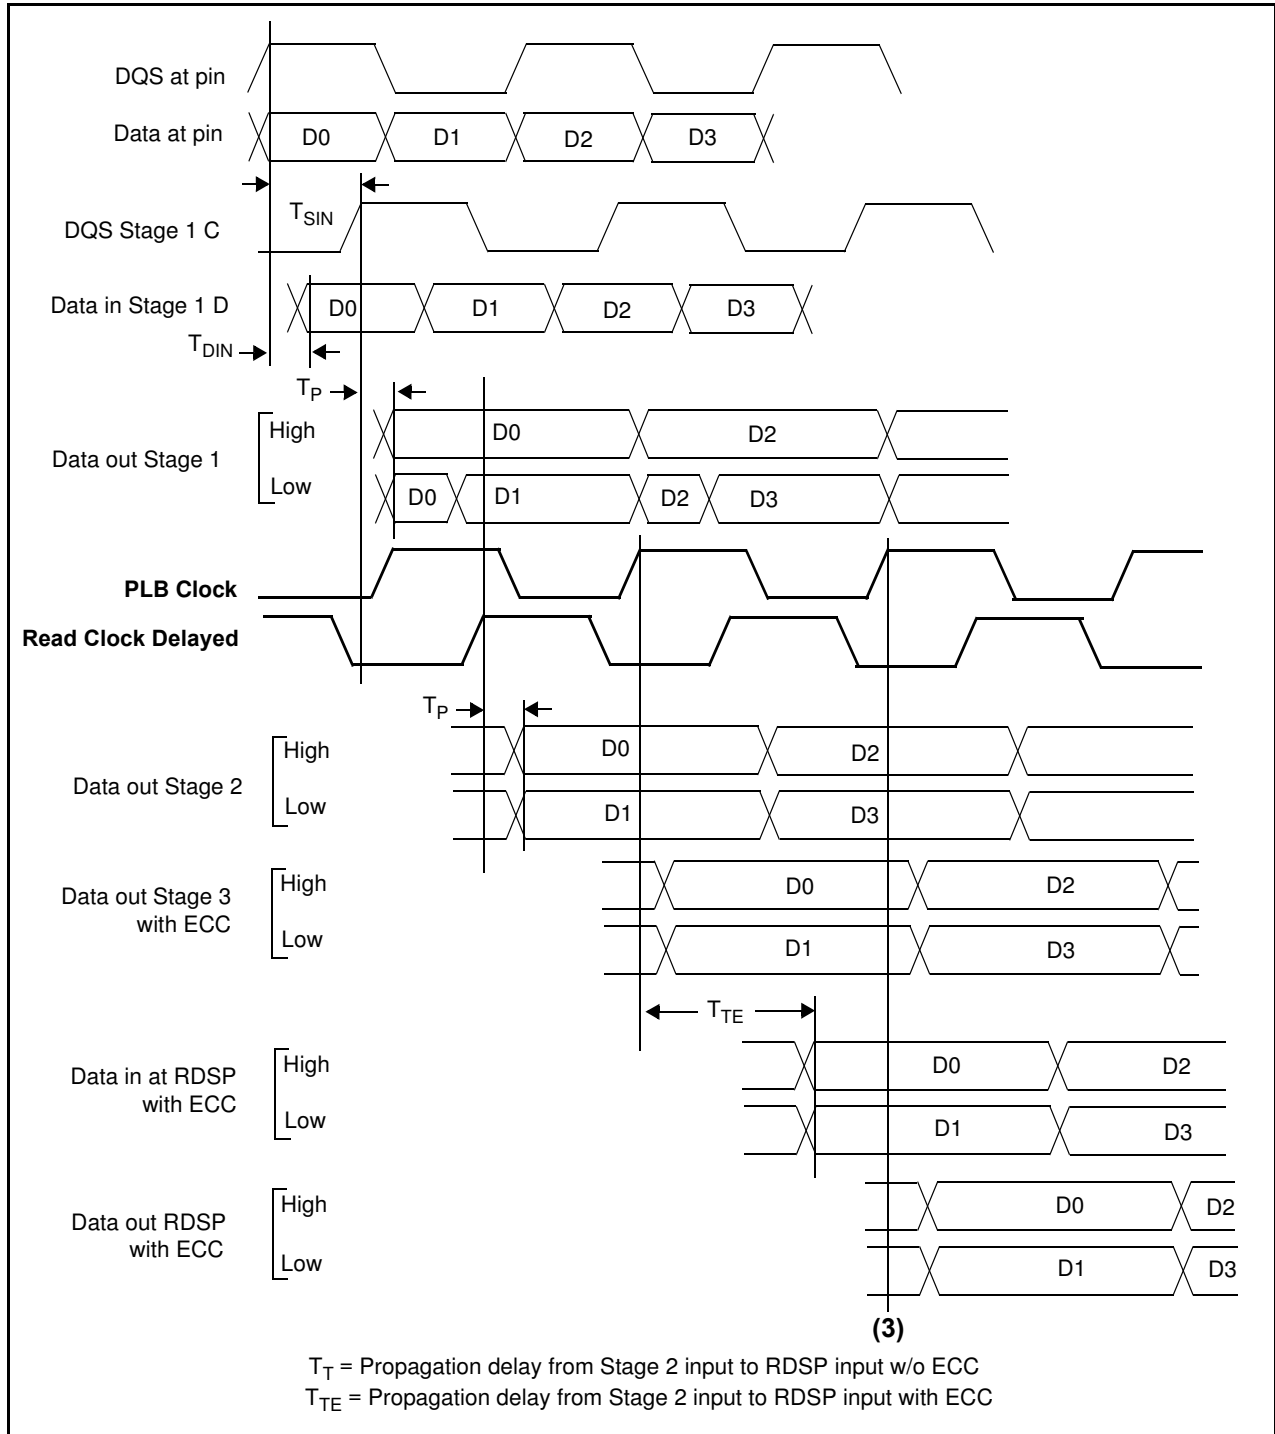 DQS at pin
Data at pin
D0 D1 D2 D3
TSIN
DQS Stage 1 C
Data in Stage 1 D
D0 D1 D2 D3
TDIN
TP
Data out Stage 1
High
D0 D2
Low
D0 D1 D2 D3
PLB Clock
Read Clock Delayed
TP
Data out Stage 2
High
D0 D2
Low
D1 D3
Data out Stage 3
with ECC
High
D0 D2
Low
D1 D3
TTE
Data in at RDSP
with ECC
High
D0 D2
Low
D1 D3
Data out RDSP
with ECC
High
D0 D2
Low
D1 D3
(3)
TT = Propagation delay from Stage 2 input to RDSP input w/o ECC
TTE = Propagation delay from Stage 2 input to RDSP input with ECC